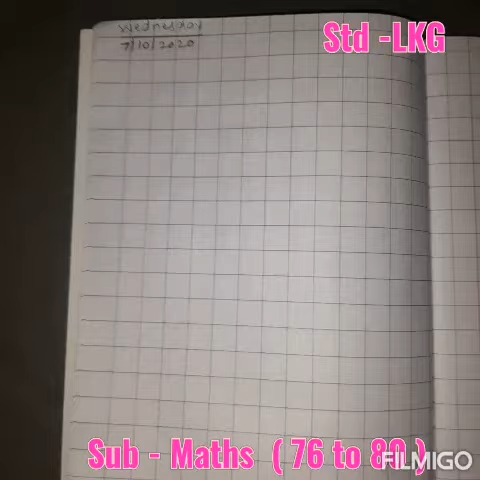 Wednesday
7/10/2020
Std -LKG
Sub - Maths ( 76 to 80 )
FILMIGO